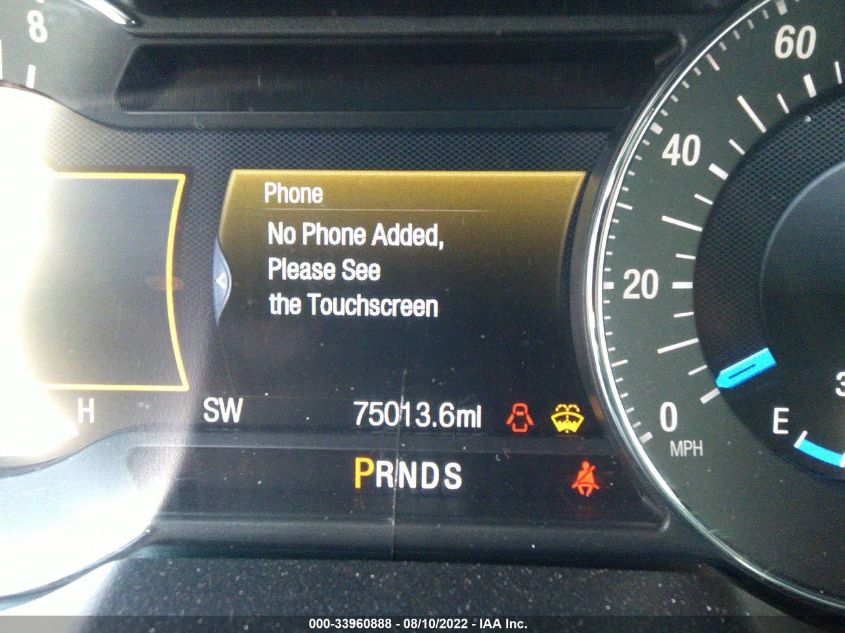 8
60
40
20
0
MPH
E
3
Phone
No Phone Added,
Please See
the Touchscreen
H
SW
75013.6mi
PRNDS
000-33960888 - 08/10/2022 - IAA Inc.